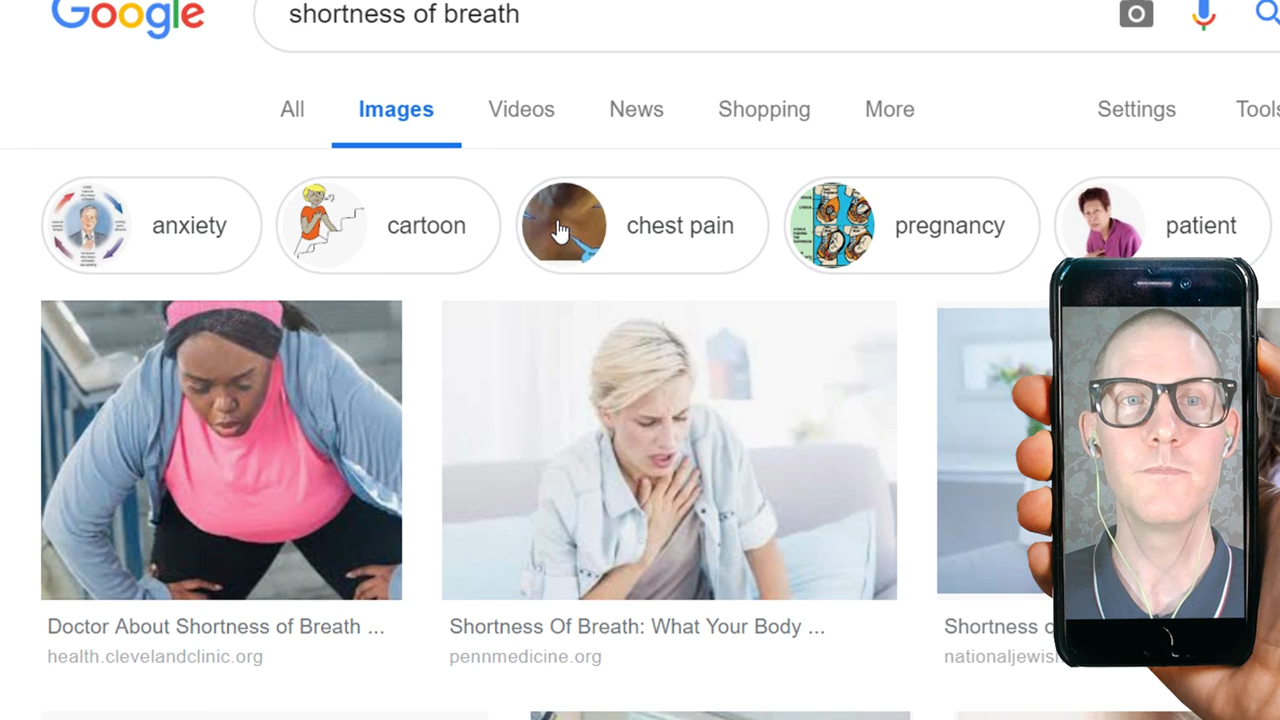 Google
shortness of breath
All Images Videos News Shopping More Settings Tools
anxiety cartoon chest pain pregnancy patient
Doctor About Shortness of Breath ... Shortness Of Breath: What Your Body ... Shortness
health.clevelandclinic.org pennmedicine.org nationaljewis